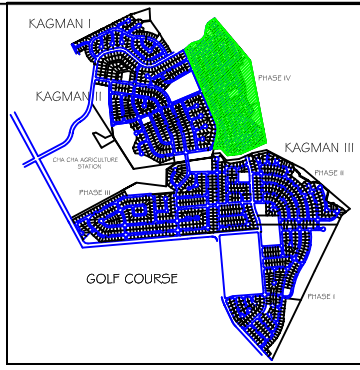 KAGMAN I
PHASE IV
KAGMAN II
KAGMAN III
CHA CHA AGRICULTURE
STATION
PHASE II
PHASE III
GOLF COURSE
PHASE I